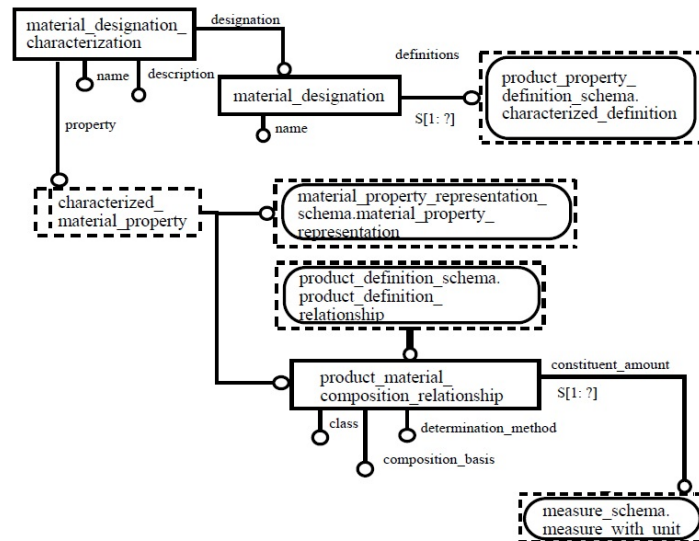 material_designation_
characterization
designation
name
description
definitions
material_designation
name
S[1: ?]
product_property_
definition_schema.
characterized_definition
property
characterized_
material_property
material_property_representation_
schema.material_property_
representation
product_definition_schema.
product_definition_
relationship
product_material_
composition_relationship
constituent_amount
S[1: ?]
class
determination_method
composition_basis
measure_schema.
measure_with_unit